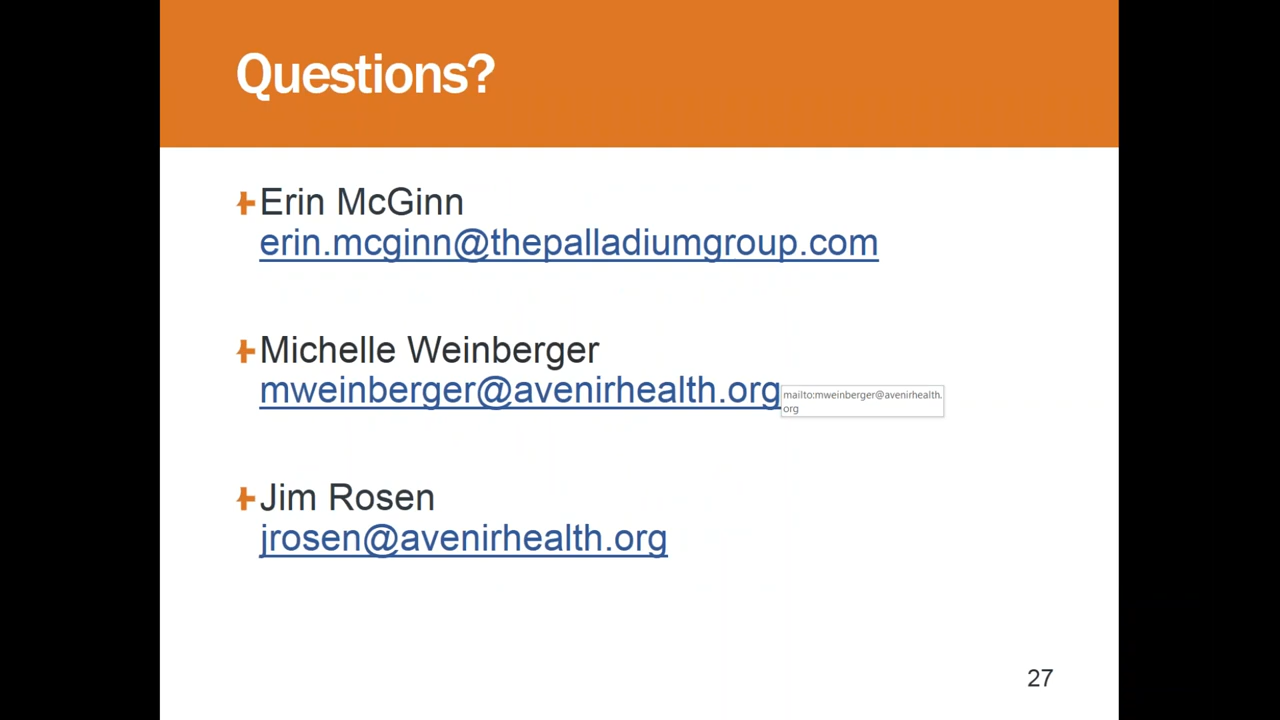 Questions?
Erin McGinn
erin.mcginn@thepalladiumgroup.com
Michelle Weinberger
mweinberger@avenirhealth.org
mailto:mweinberger@avenirhealth.
org
Jim Rosen
jrosen@avenirhealth.org
27